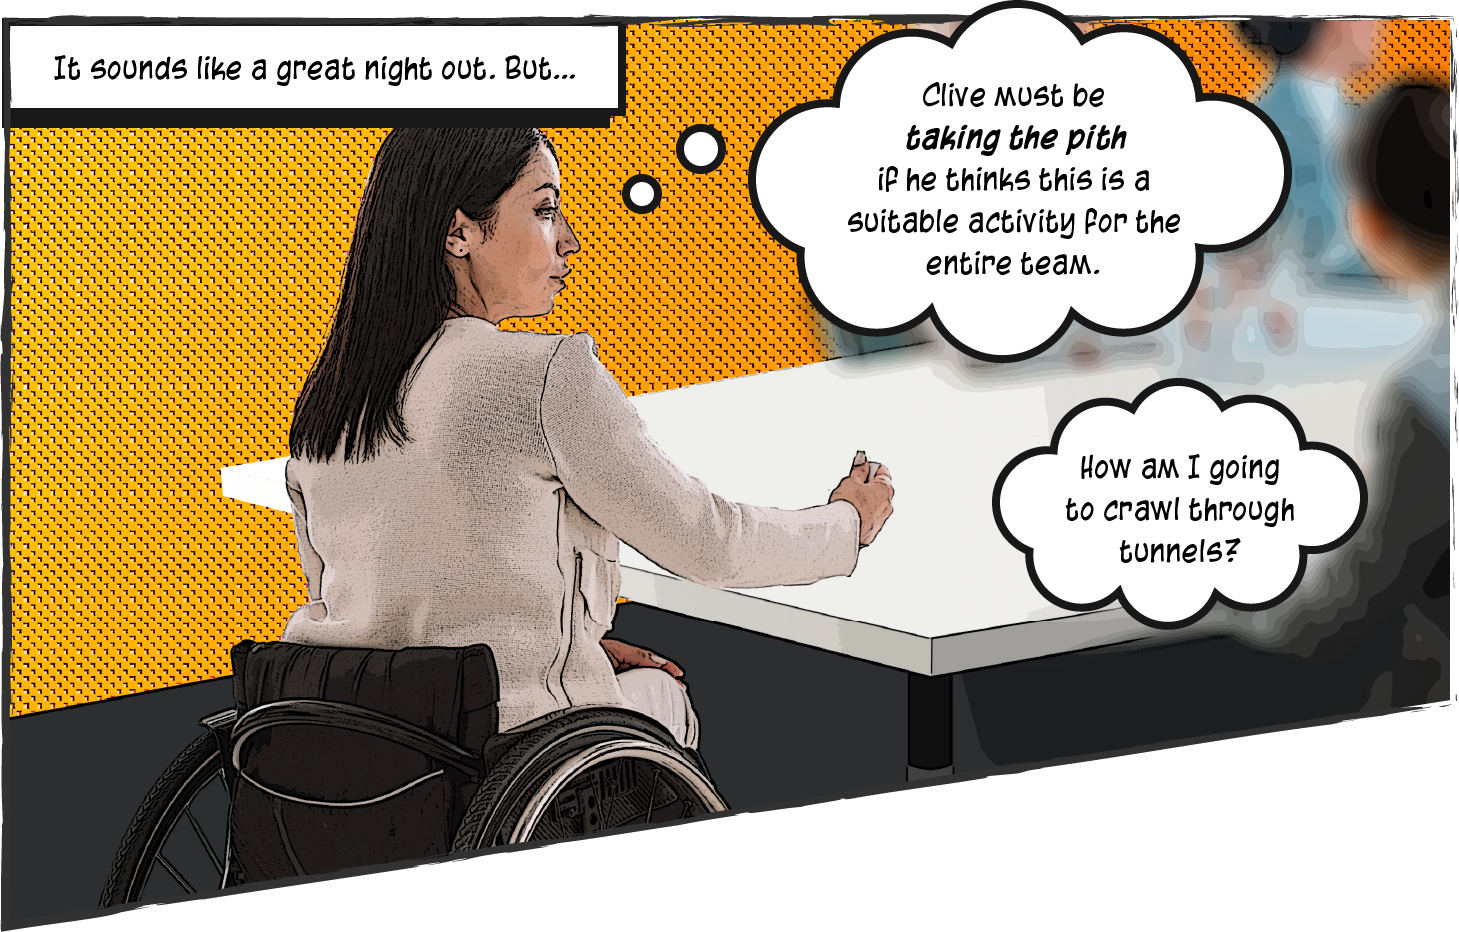 It sounds like a great night out. But...
Clive must be
taking the pith
if he thinks this is a
suitable activity for the
entire team.
How am I going
to crawl through
tunnels?